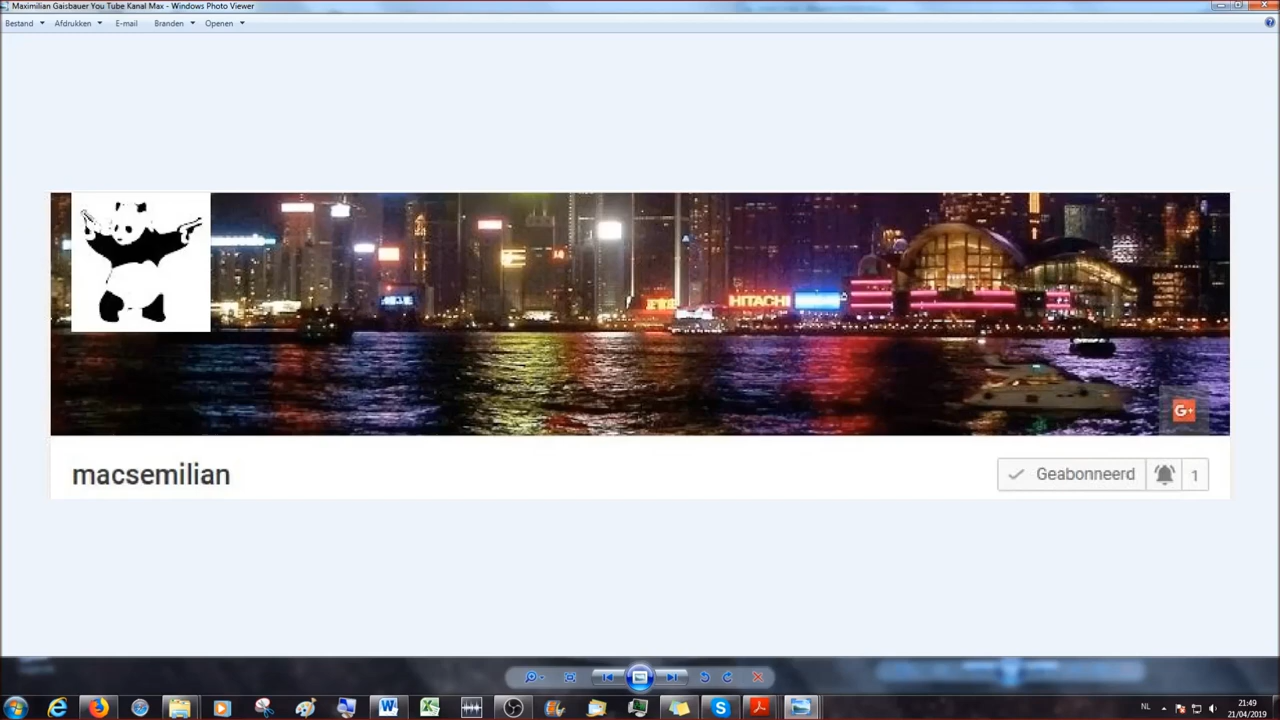 Maximilian Gaisbauer You Tube Kanal Max - Windows Photo Viewer
Bestand Afdrukken E-mail Branden Openen
HITACHI
G+
macsemilian
Geabonneerd 1
NL
21:49
21/04/2019